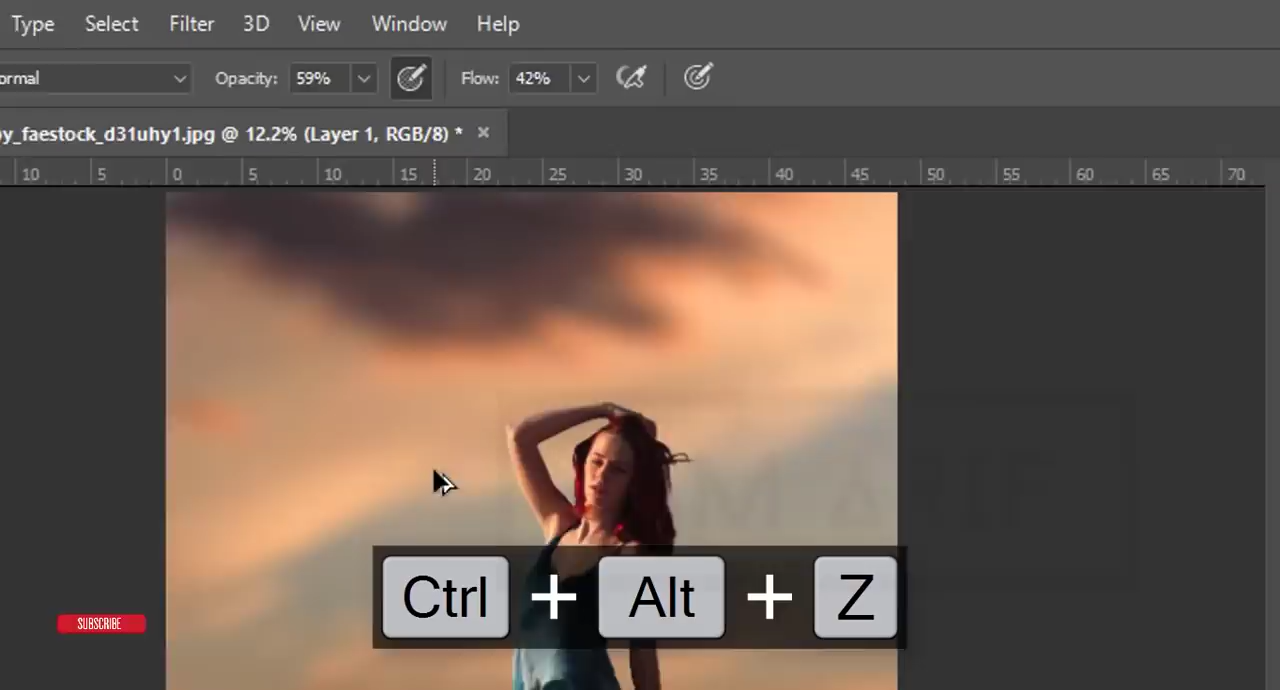 Type Select Filter 3D View Window Help
ormal Opacity: 59% Flow: 42%
by_faestock_d31uhy1.jpg @ 12.2% (Layer 1, RGB/8) * ×
10 5 0 5 10 15 20 25 30 35 40 45 50 55 60 65 70
Ctrl + Alt + Z
SUBSCRIBE